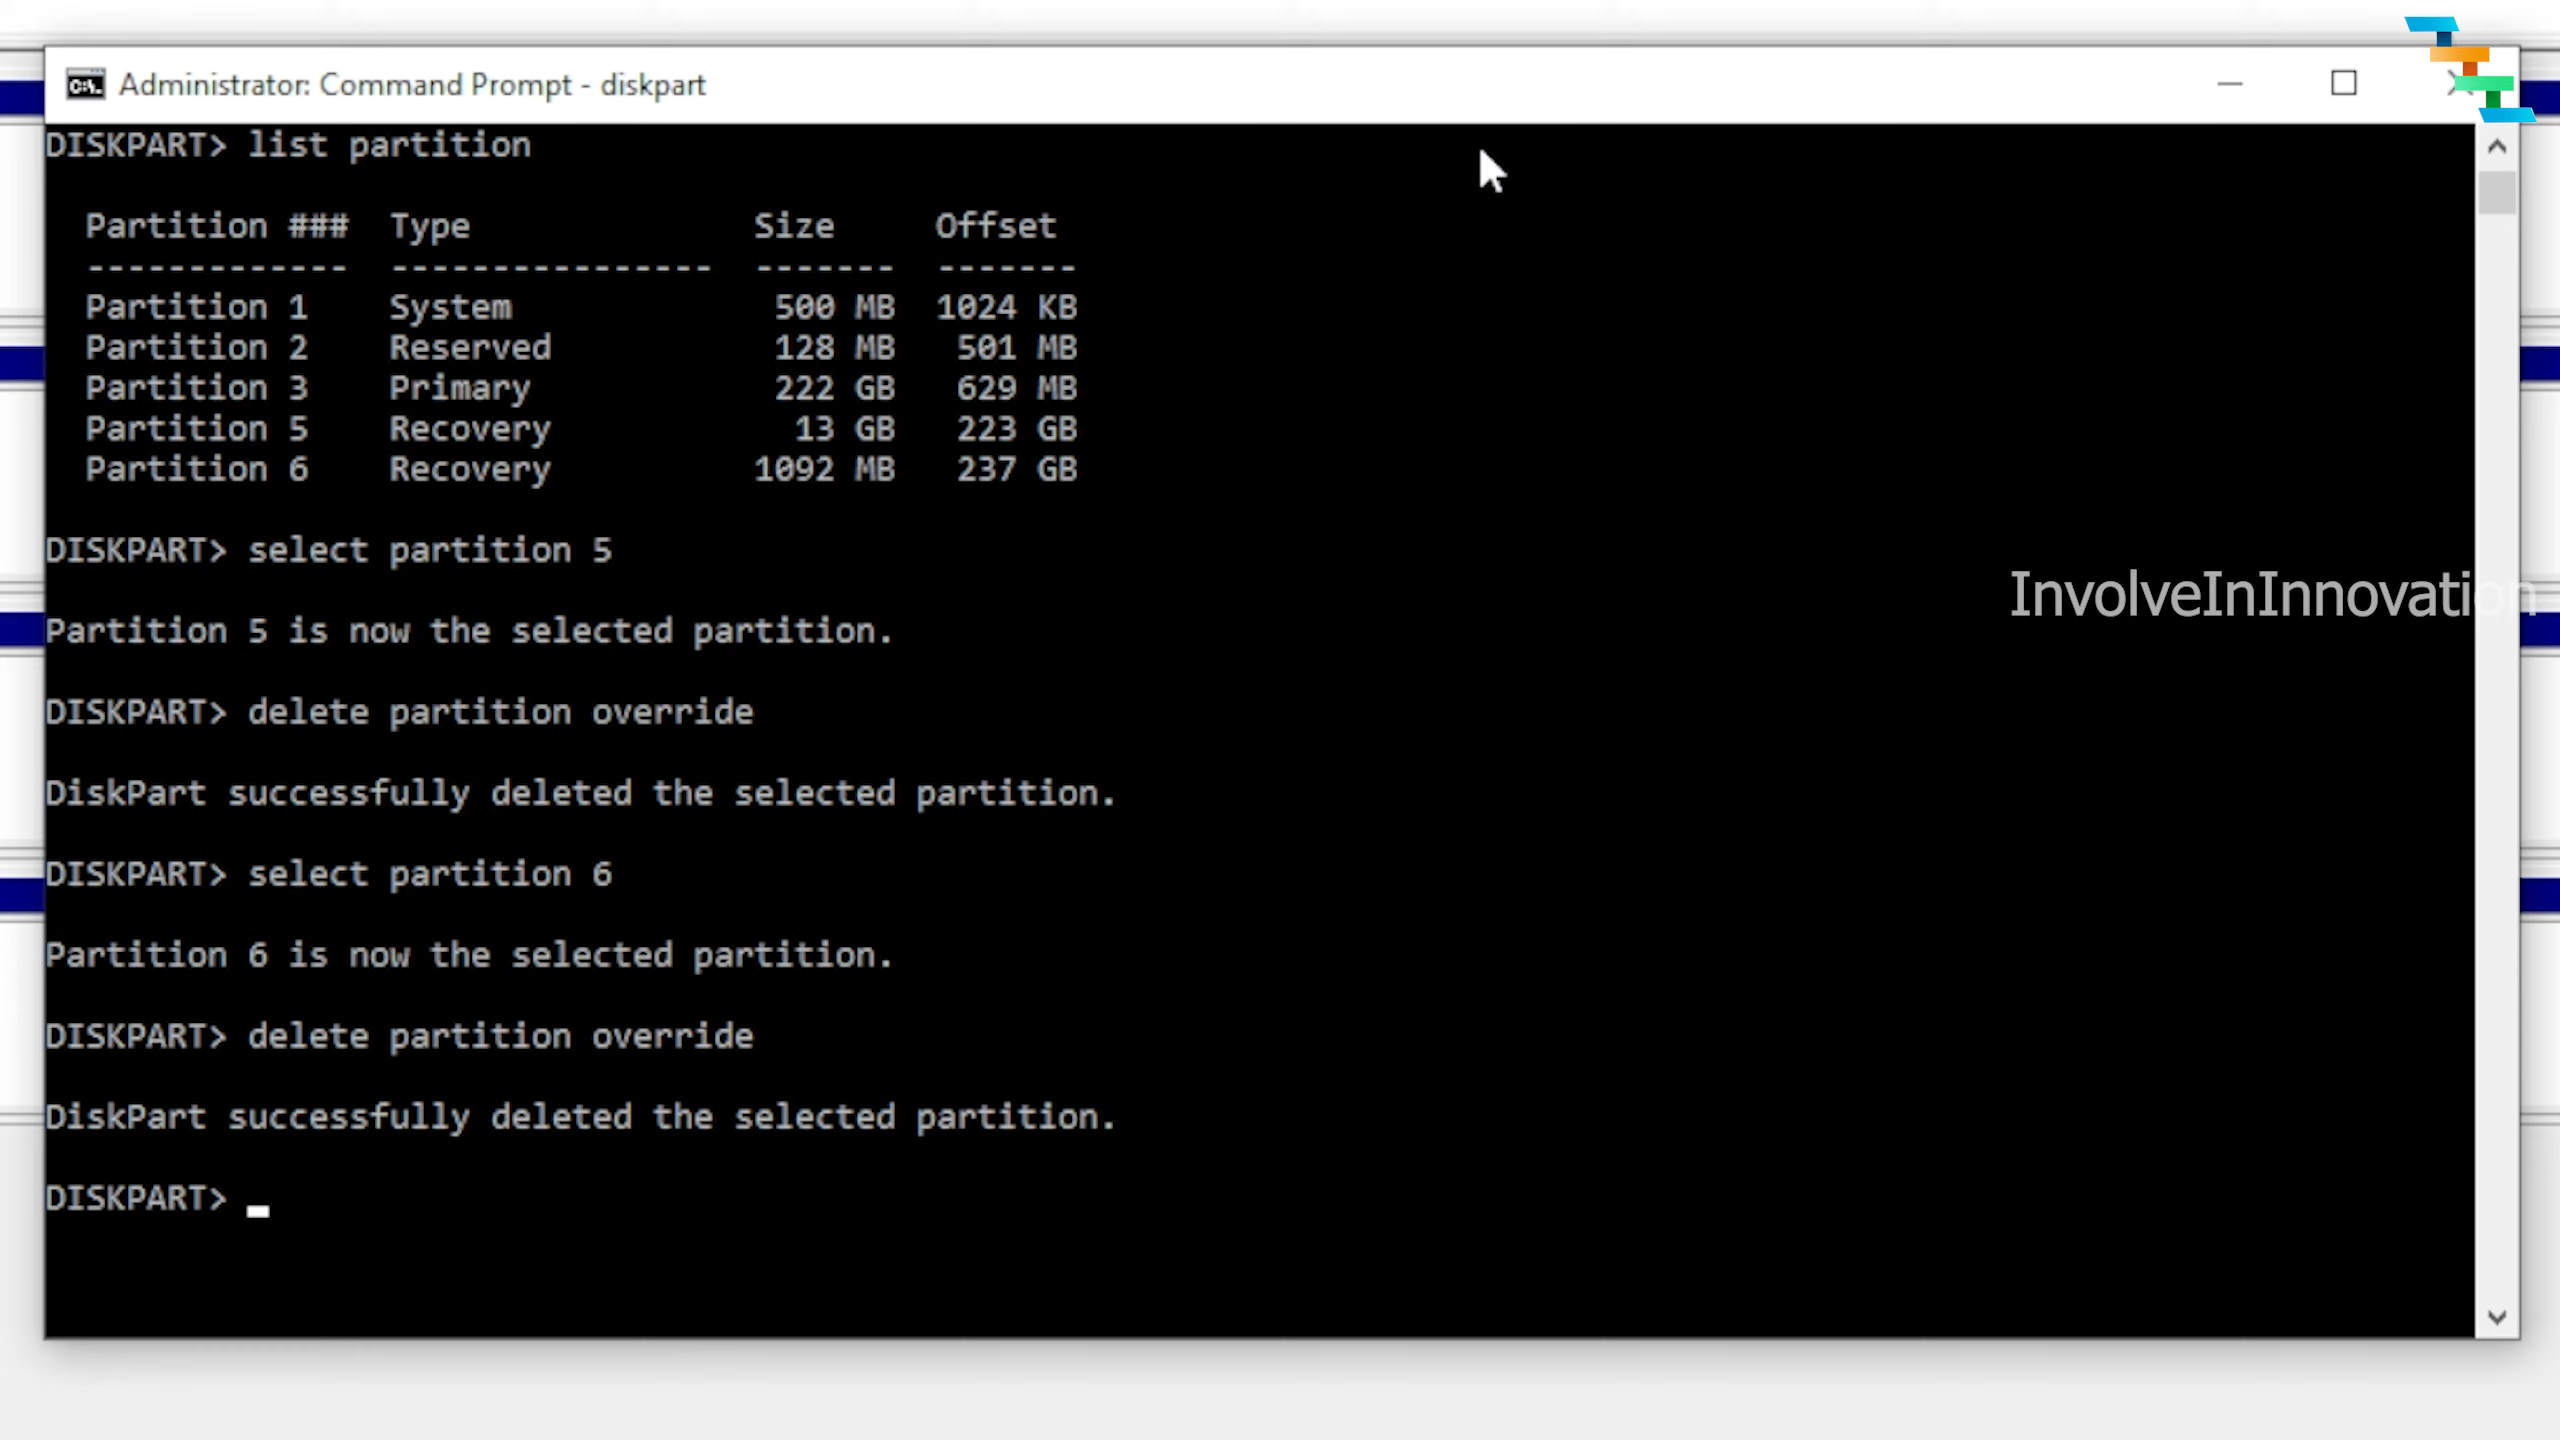 Administrator: Command Prompt - diskpart
DISKPART> list partition
Partition ###  Type              Size     Offset
-------------  ----------------  -------  -------
Partition 1    System             500 MB  1024 KB
Partition 2    Reserved           128 MB   501 MB
Partition 3    Primary            222 GB   629 MB
Partition 5    Recovery            13 GB   223 GB
Partition 6    Recovery          1092 MB   237 GB
DISKPART> select partition 5
Partition 5 is now the selected partition.
DISKPART> delete partition override
DiskPart successfully deleted the selected partition.
DISKPART> select partition 6
Partition 6 is now the selected partition.
DISKPART> delete partition override
DiskPart successfully deleted the selected partition.
DISKPART>
InvolveInInnovation